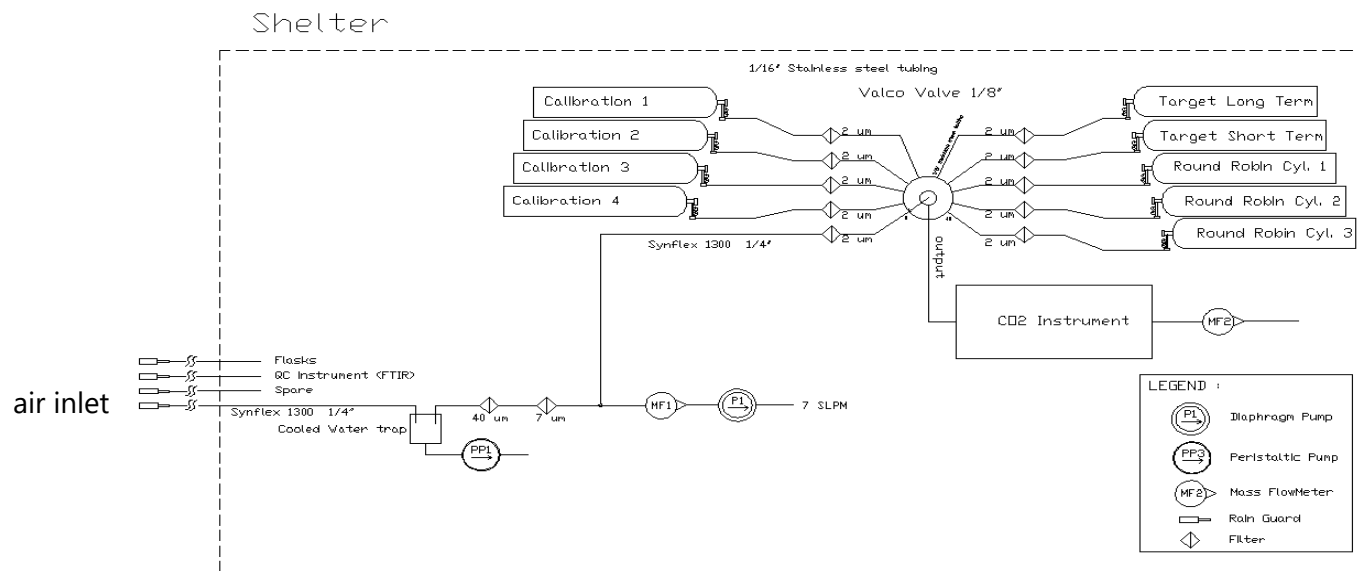 Shelter
1/16" Stainless steel tubing
Valco Valve 1/8"
Calibration 1
Calibration 2
Calibration 3
Calibration 4
2 um
2 um
2 um
2 um
2 um
Synflex 1300 1/4"
Target Long Term
Target Short Term
Round Robin Cyl. 1
Round Robin Cyl. 2
Round Robin Cyl. 3
2 um
2 um
2 um
2 um
2 um
output
CO2 Instrument
MF2
Flasks
QC Instrument (FTIR)
Spare
air inlet
Synflex 1300 1/4"
Cooled Water trap
40 um
7 um
MF1
P1
7 SLPM
PP1
LEGEND :
P1
Diaphragm Pump
PP3
Peristaltic Pump
MF2
Mass FlowMeter
Rain Guard
Filter